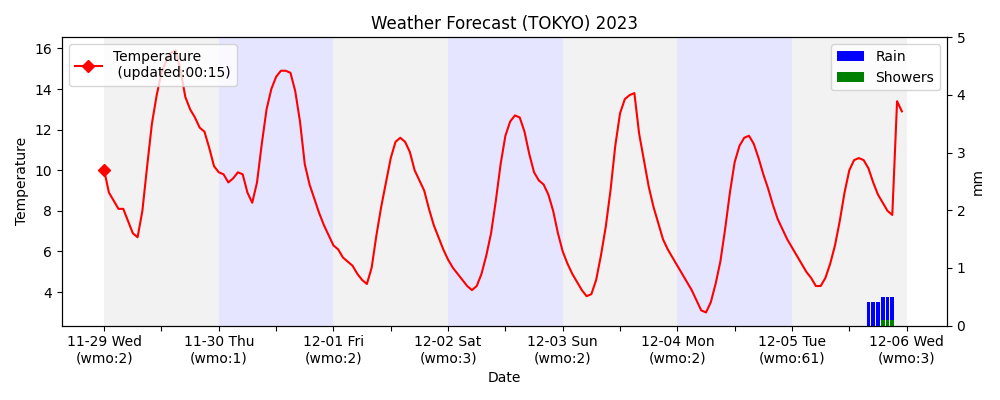 Weather Forecast (TOKYO) 2023
Temperature
(updated:00:15)
Rain
Showers
16
14
12
10
8
6
4
Temperature
5
4
3
2
1
0
mm
11-29 Wed
(wmo:2)
11-30 Thu
(wmo:1)
12-01 Fri
(wmo:2)
12-02 Sat
(wmo:3)
12-03 Sun
(wmo:2)
12-04 Mon
(wmo:2)
12-05 Tue
(wmo:61)
12-06 Wed
(wmo:3)
Date